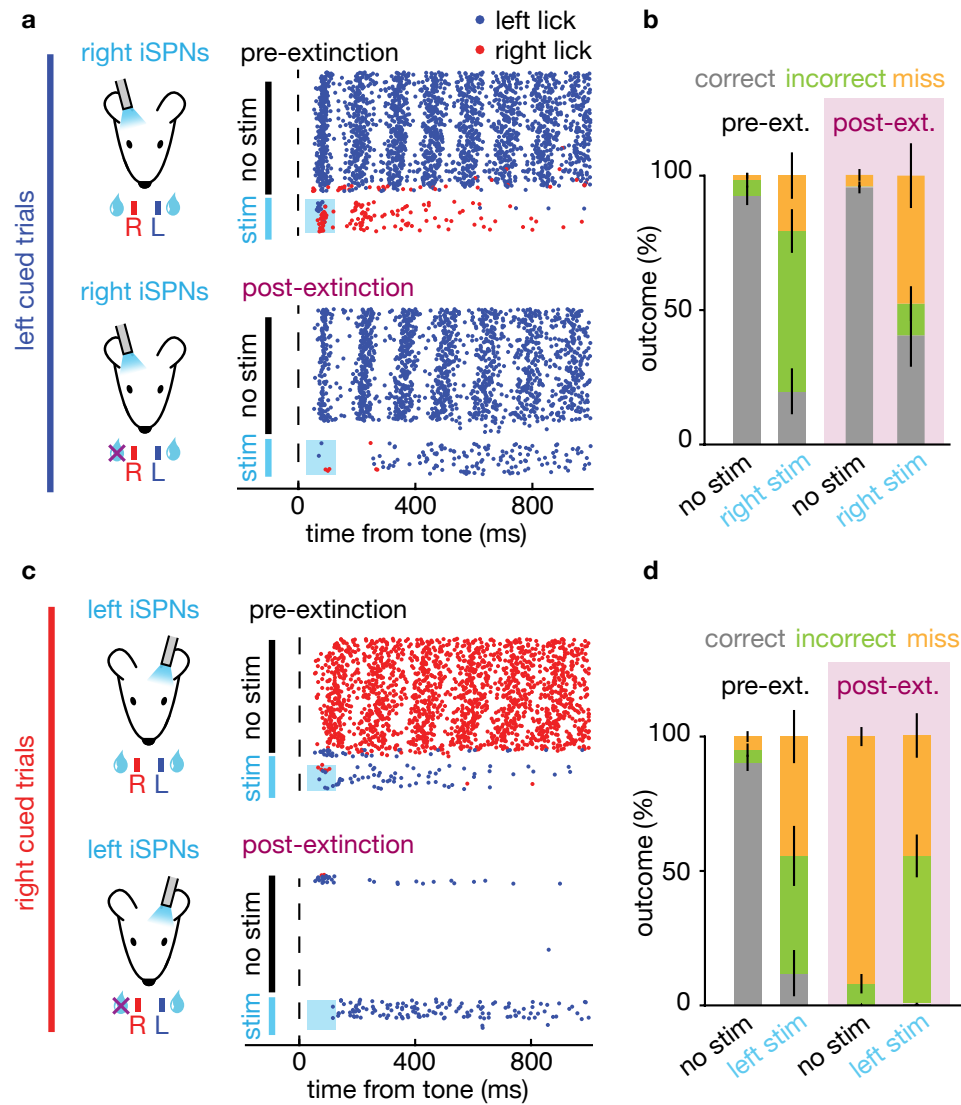 a
left lick
right lick
right iSPNs
pre-extinction
no stim
stim
R L
left cued trials
right iSPNs
post-extinction
no stim
stim
R L
0 400 800
time from tone (ms)
b
correct incorrect miss
pre-ext. post-ext.
100
50
0
outcome (%)
no stim
right stim
no stim
right stim
c
left iSPNs
pre-extinction
no stim
stim
R L
right cued trials
left iSPNs
post-extinction
no stim
stim
R L
0 400 800
time from tone (ms)
d
correct incorrect miss
pre-ext. post-ext.
100
50
0
outcome (%)
no stim
left stim
no stim
left stim